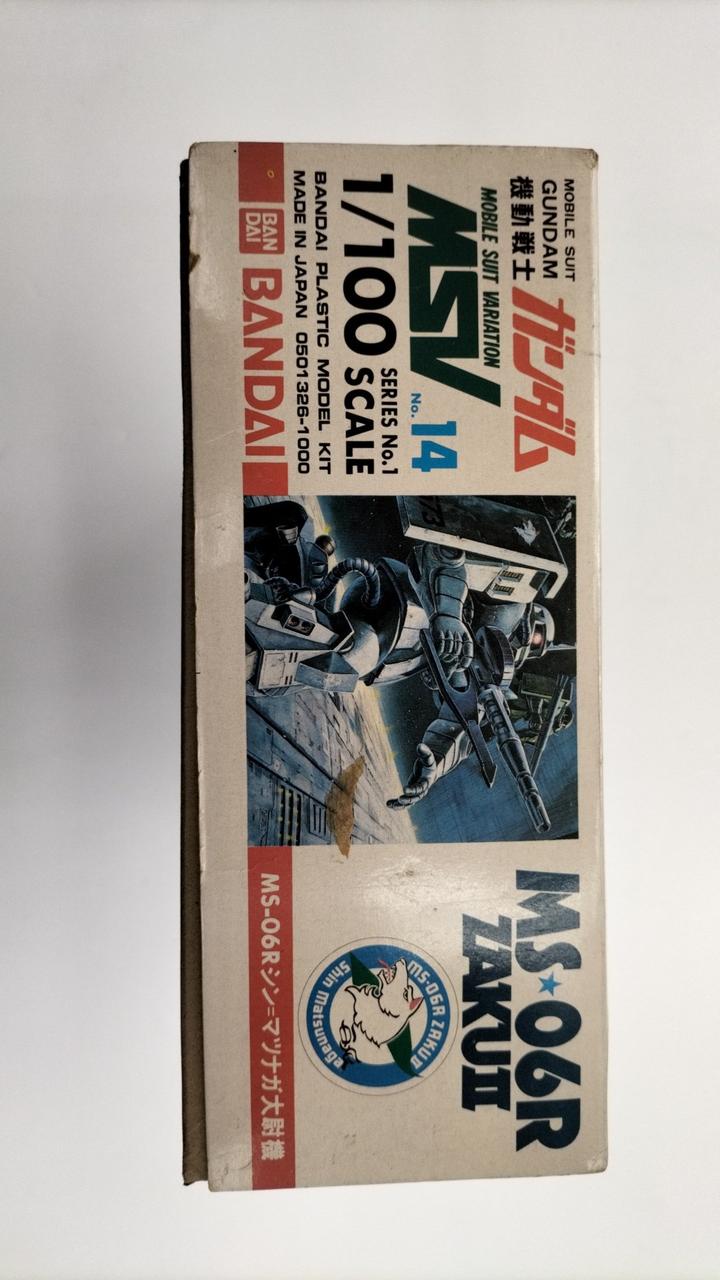 MOBILE SUIT
GUNDAM
機動戦士
ガンダム
MOBILE SUIT VARIATION
MSV
No.14
1/100 SCALE
SERIES No.1
BANDAI PLASTIC MODEL KIT
MADE IN JAPAN 0501326-1000
BAN
DAI
BANDAI
73
MS★06R
ZAKUII
MS-06R ZAKU II
Shin Matsunaga
MS-06Rシン=マツナガ大尉機